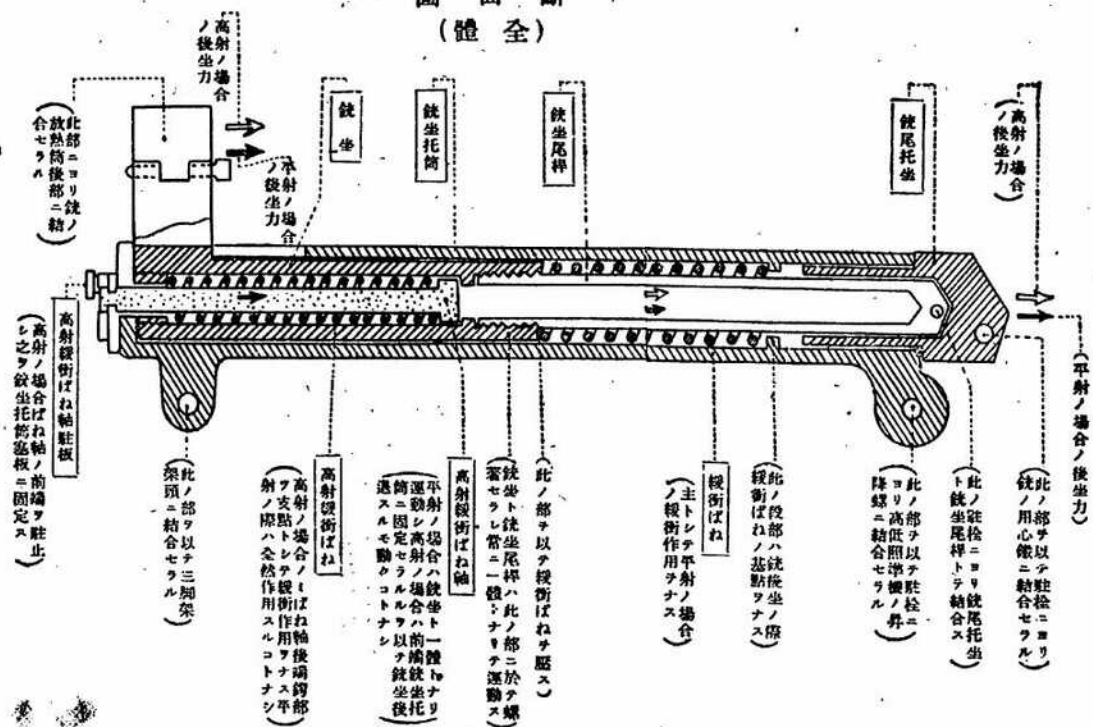 斷面圖
(全體)
(高射ノ場合
ノ後坐力)
銃尾托坐
銃坐尾桿
銃坐托筒
銃坐
平射ノ場合
ノ後坐力
高射ノ場合
ノ後坐力
(此部ニヨリ銃ノ
放熱筒後部ニ結
合セラル)
(平射ノ場合ノ後坐力)
(此ノ部ヲ以テ駐栓ニヨリ
銃ノ用心鐵ニ結合セラル)
(此ノ駐栓ニヨリ銃尾托坐
ト銃坐尾桿トヲ結合ス)
(此ノ部ヲ以テ駐栓ニ
ヨリ高低照準機ノ昇
降螺ニ結合セラル)
(此ノ段部ハ銃後坐ノ際
緩衝ばねノ基點ヲナス)
緩衝ばね
(主トシテ平射ノ場合
ノ緩衝作用ヲナス)
(此ノ部ヲ以テ緩衝ばねヲ壓ス)
(銃坐ト銃坐尾桿ハ此ノ部ニ於テ螺
著セラレ常ニ一體トナリテ運動ス)
高射緩衝ばね軸
(平射ノ場合ハ銃坐ト一體トナリ
運動シ高射ノ場合ハ前端銃坐托
筒ニ固定セラルルヲ以テ銃坐後
退スルモ動クコトナシ)
高射緩衝ばね
(高射ノ場合ノミばね軸後端鍔部
ヲ支點トシテ緩衝作用ヲナス平
射ノ際ハ全然作用スルコトナシ)
(此ノ部ヲ以テ三脚架
架頭ニ結合セラル)
高射緩衝ばね軸駐板
(高射ノ場合ばね軸ノ前端ヲ駐止
シ之ヲ銃坐托筒塞板ニ固定ス)